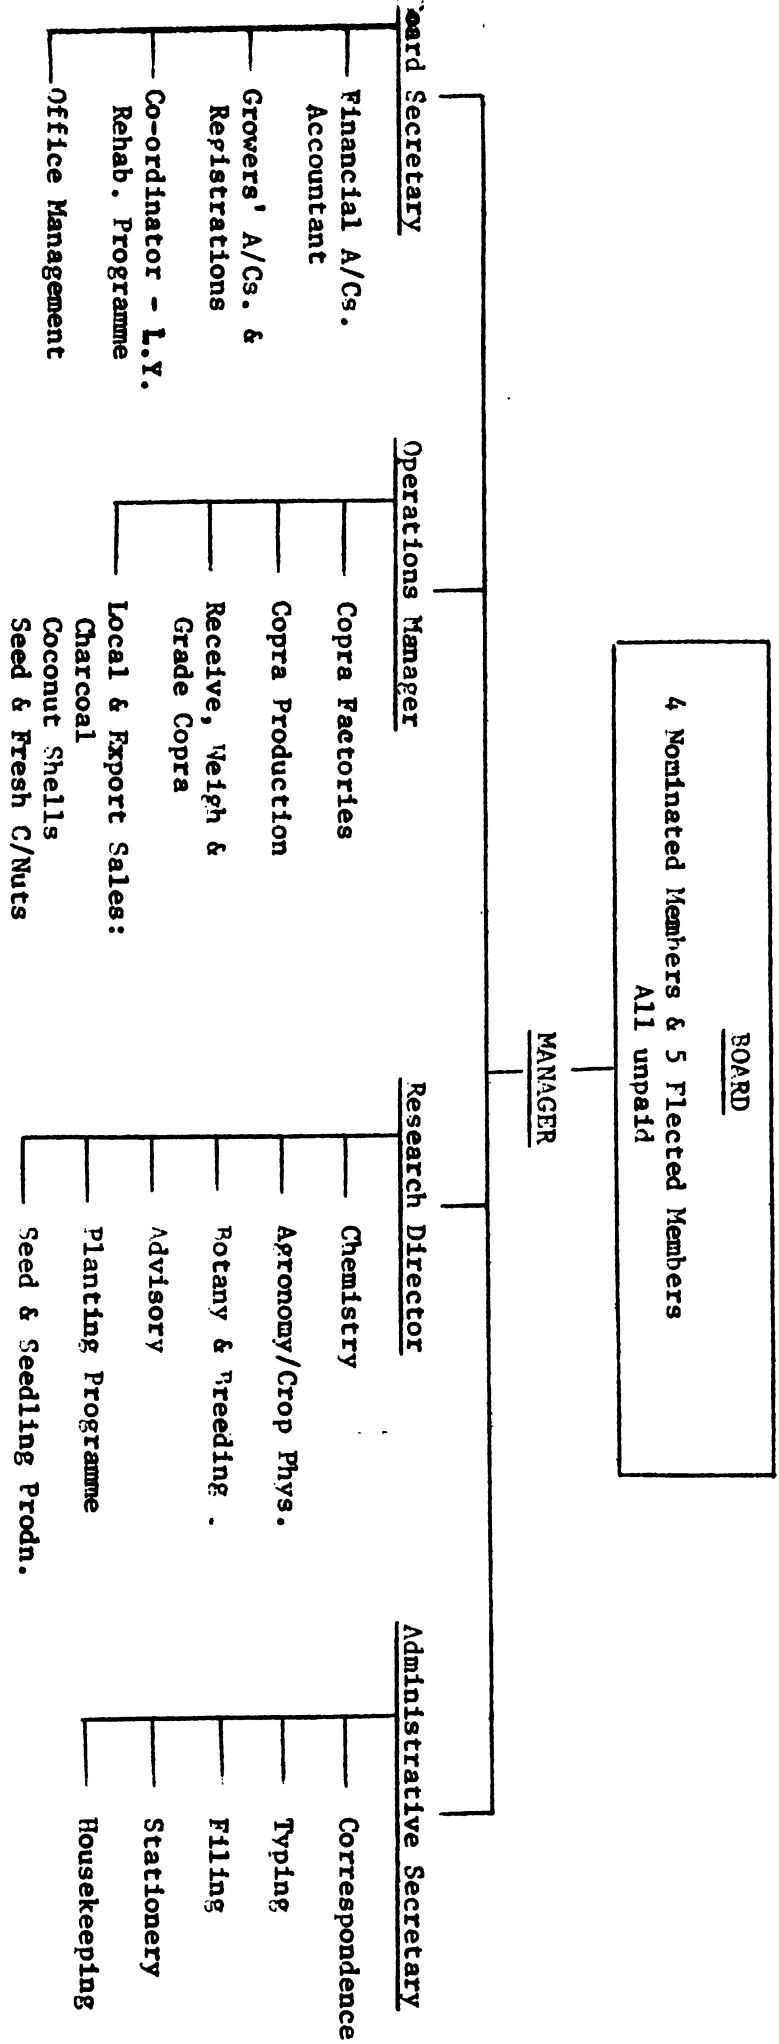 BOARD
4 Nominated Members & 5 Elected Members
All unpaid
MANAGER
Board Secretary
Financial A/Cs.
Accountant
Growers' A/Cs. &
Registrations
Co-ordinator - L.Y.
Rehab. Programme
Office Management
Operations Manager
Copra Factories
Copra Production
Receive, Weigh &
Grade Copra
Local & Export Sales:
Charcoal
Coconut Shells
Seed & Fresh C/Nuts
Research Director
Chemistry
Agronomy/Crop Phys.
Botany & Breeding .
Advisory
Planting Programme
Seed & Seedling Prodn.
Administrative Secretary
Correspondence
Typing
Filing
Stationery
Housekeeping